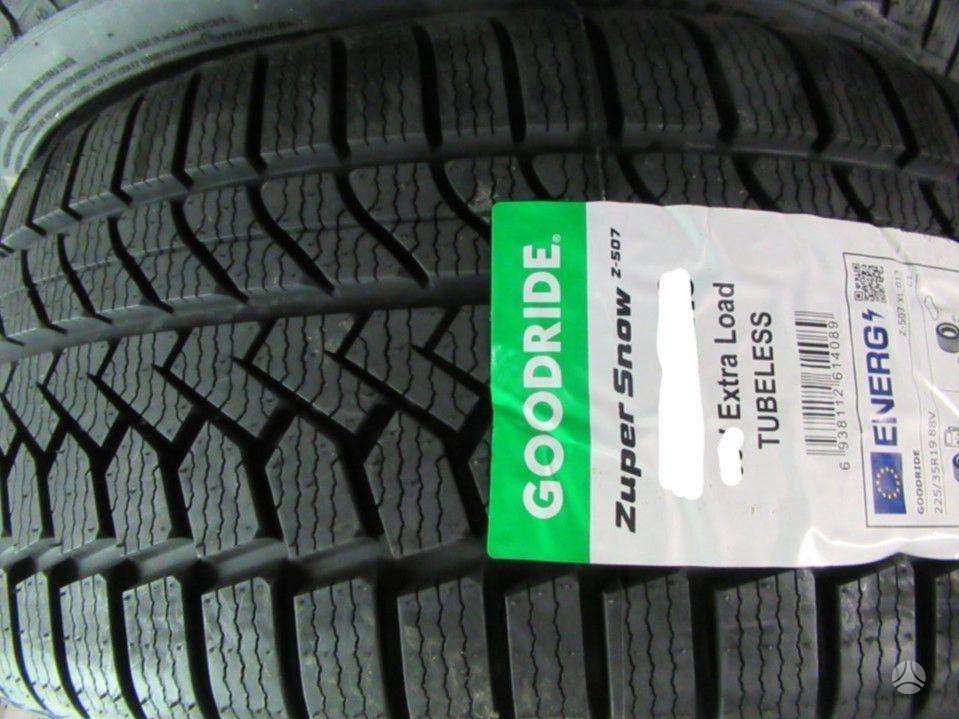 GOODRIDE®
Zuper Snow Z-507
Extra Load
TUBELESS
6 938112 614089
ENERG
GOODRIDE
225/35R19 88V